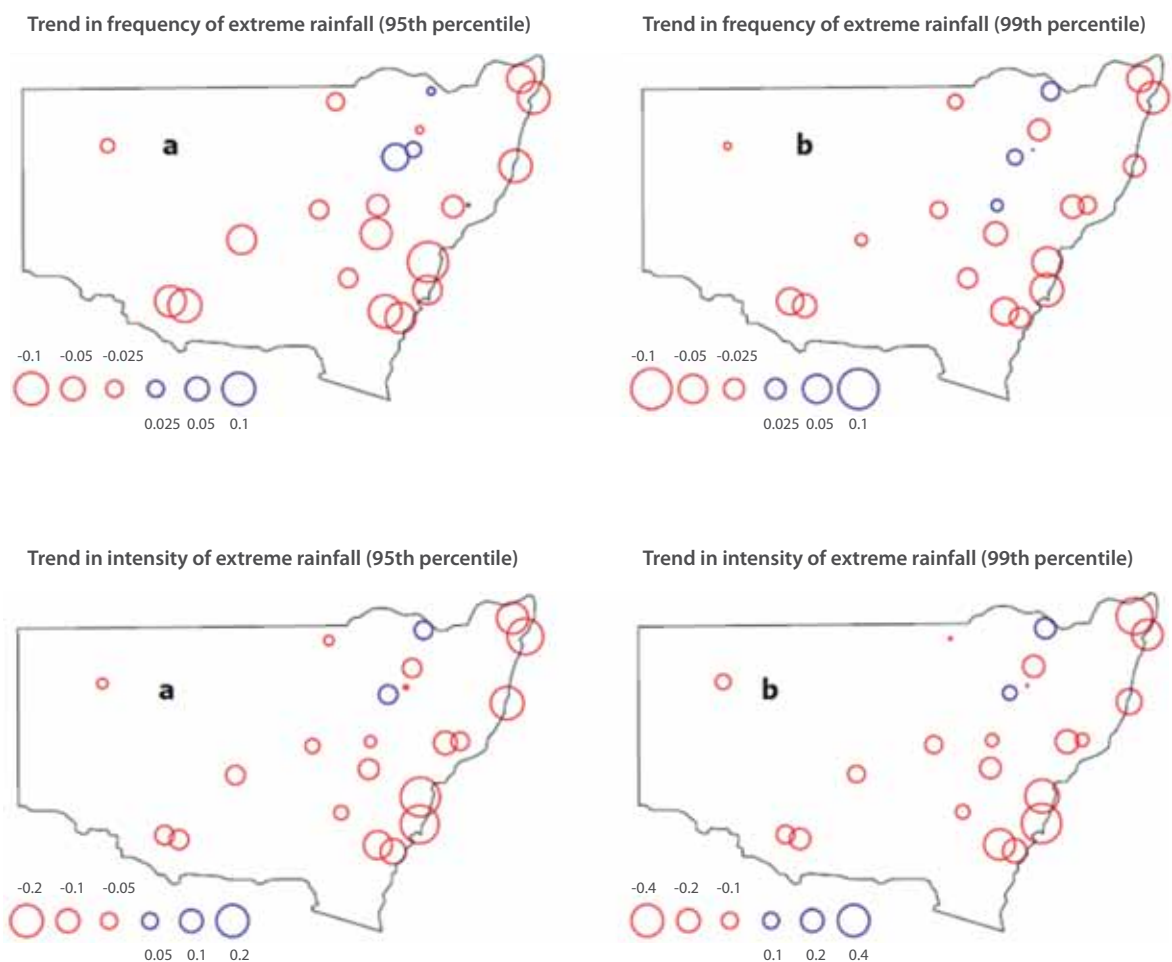 Trend in frequency of extreme rainfall (95th percentile)
a
-0.1 -0.05 -0.025
0.025 0.05 0.1
Trend in frequency of extreme rainfall (99th percentile)
b
-0.1 -0.05 -0.025
0.025 0.05 0.1
Trend in intensity of extreme rainfall (95th percentile)
a
-0.2 -0.1 -0.05
0.05 0.1 0.2
Trend in intensity of extreme rainfall (99th percentile)
b
-0.4 -0.2 -0.1
0.1 0.2 0.4